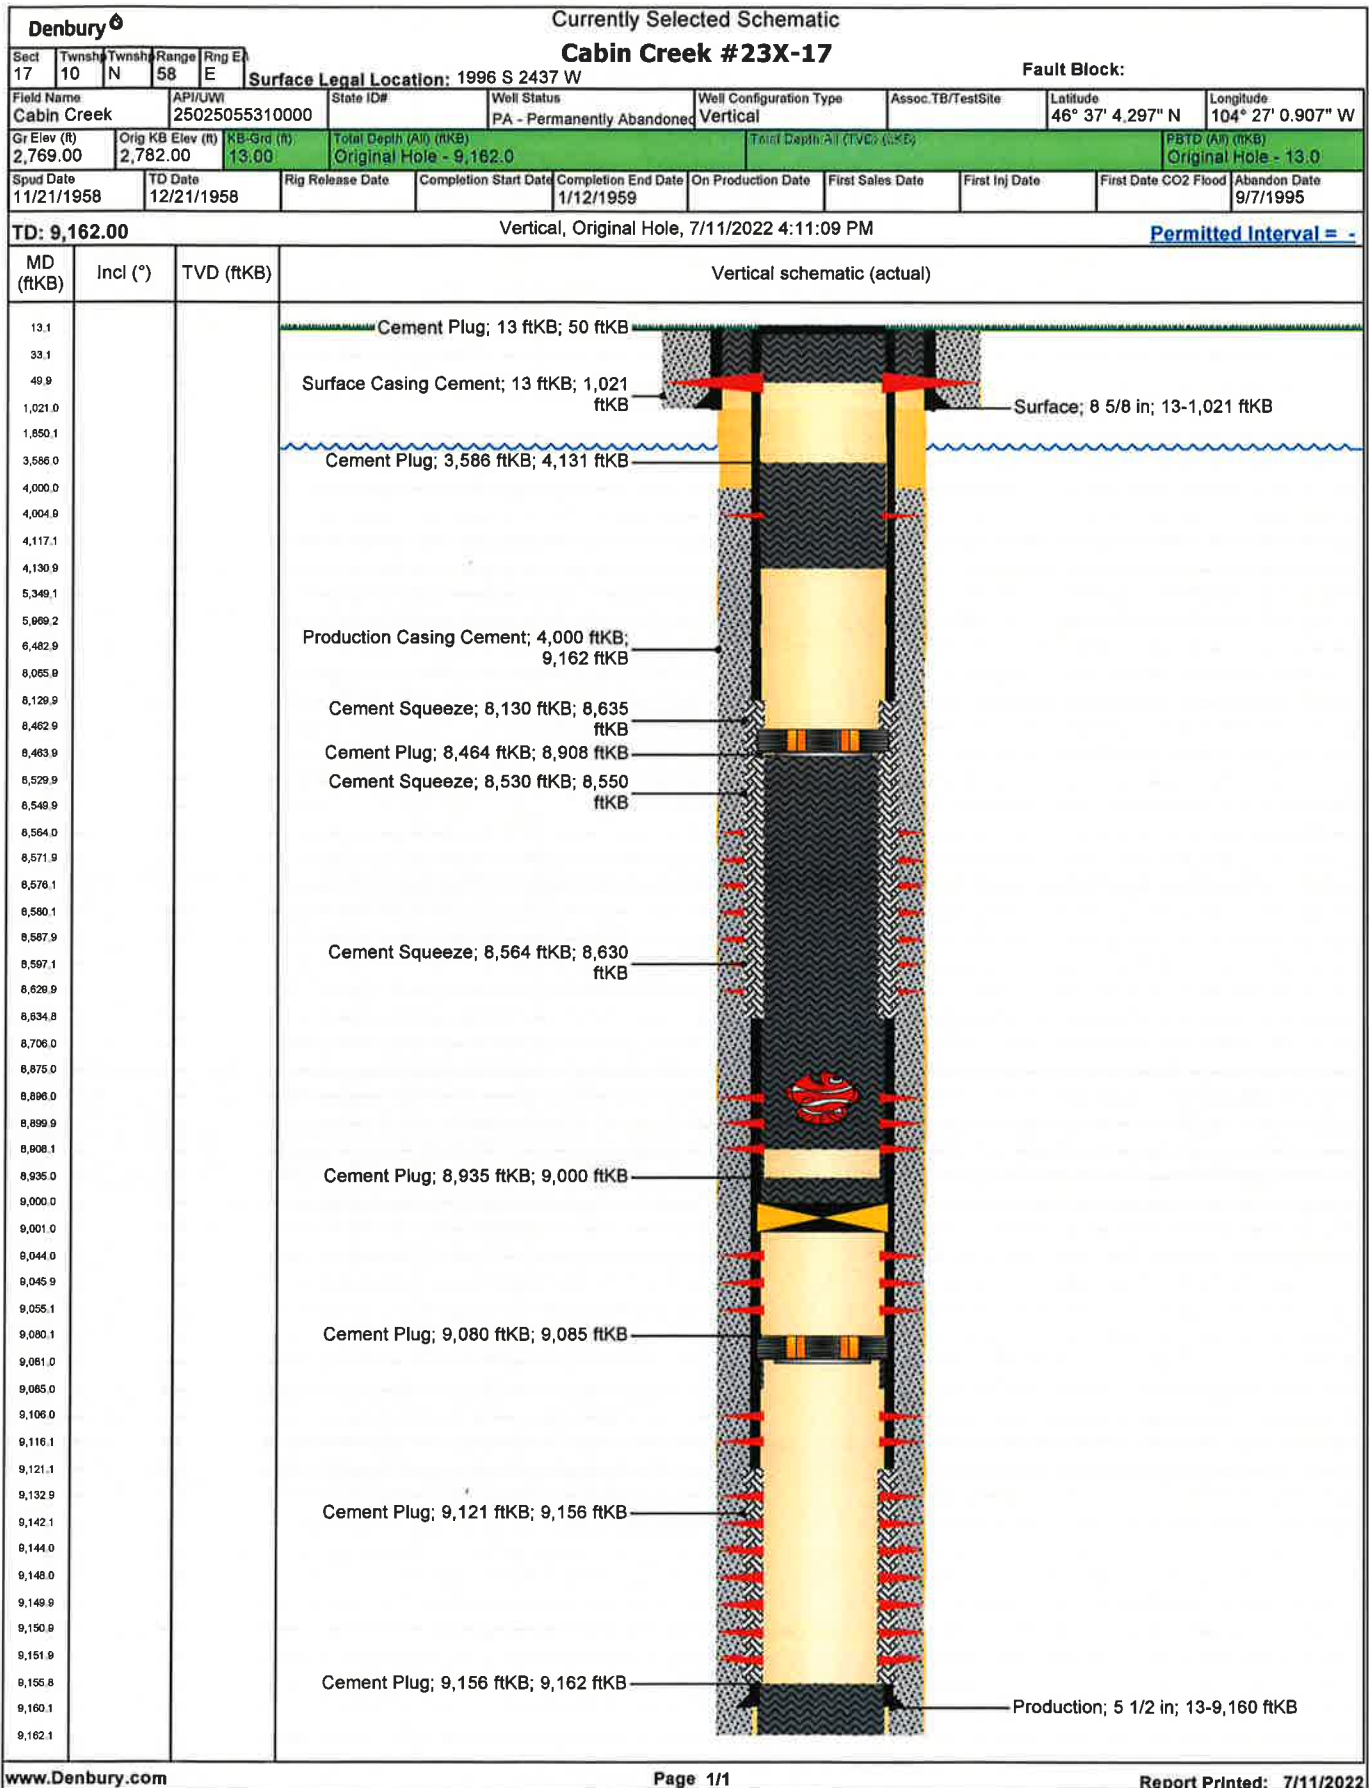 Denbury
Currently Selected Schematic
Cabin Creek #23X-17
Sect Twnshp Twnshp Range Rng E/
17 10 N 58 E
Surface Legal Location: 1996 S 2437 W
Fault Block:
Field Name API/UWI State ID# Well Status Well Configuration Type Assoc.TB/TestSite Latitude Longitude
Cabin Creek 25025055310000 PA - Permanently Abandoned Vertical 46° 37' 4.297" N 104° 27' 0.907" W
Gr Elev (ft) Orig KB Elev (ft) KB-Grd (ft) Total Depth (All) (ftKB) Total Depth All (TVD) (ftKB) PBTD (All) (ftKB)
2,769.00 2,782.00 13.00 Original Hole - 9,162.0 Original Hole - 13.0
Spud Date TD Date Rig Release Date Completion Start Date Completion End Date On Production Date First Sales Date First Inj Date First Date CO2 Flood Abandon Date
11/21/1958 12/21/1958 1/12/1959 9/7/1995
TD: 9,162.00
Vertical, Original Hole, 7/11/2022 4:11:09 PM
Permitted Interval = -
MD (ftKB) Incl (°) TVD (ftKB) Vertical schematic (actual)
13.1
Cement Plug; 13 ftKB; 50 ftKB
33.1
49.9
Surface Casing Cement; 13 ftKB; 1,021
ftKB
1,021.0
Surface; 8 5/8 in; 13-1,021 ftKB
1,850.1
3,586.0
Cement Plug; 3,586 ftKB; 4,131 ftKB
4,000.0
4,004.9
4,117.1
4,130.9
5,349.1
5,969.2
6,482.9
Production Casing Cement; 4,000 ftKB;
9,162 ftKB
8,065.9
8,129.9
Cement Squeeze; 8,130 ftKB; 8,635
ftKB
8,462.9
8,463.9
Cement Plug; 8,464 ftKB; 8,908 ftKB
8,529.9
Cement Squeeze; 8,530 ftKB; 8,550
ftKB
8,549.9
8,564.0
8,571.9
8,576.1
8,580.1
8,587.9
Cement Squeeze; 8,564 ftKB; 8,630
ftKB
8,597.1
8,629.9
8,634.8
8,706.0
8,875.0
8,896.0
8,899.9
8,908.1
8,935.0
Cement Plug; 8,935 ftKB; 9,000 ftKB
9,000.0
9,001.0
9,044.0
9,045.9
9,055.1
9,080.1
Cement Plug; 9,080 ftKB; 9,085 ftKB
9,081.0
9,085.0
9,106.0
9,116.1
9,121.1
9,132.9
Cement Plug; 9,121 ftKB; 9,156 ftKB
9,142.1
9,144.0
9,148.0
9,149.9
9,150.9
9,151.9
9,155.8
Cement Plug; 9,156 ftKB; 9,162 ftKB
9,160.1
Production; 5 1/2 in; 13-9,160 ftKB
9,162.1
www.Denbury.com
Page 1/1
Report Printed: 7/11/2022